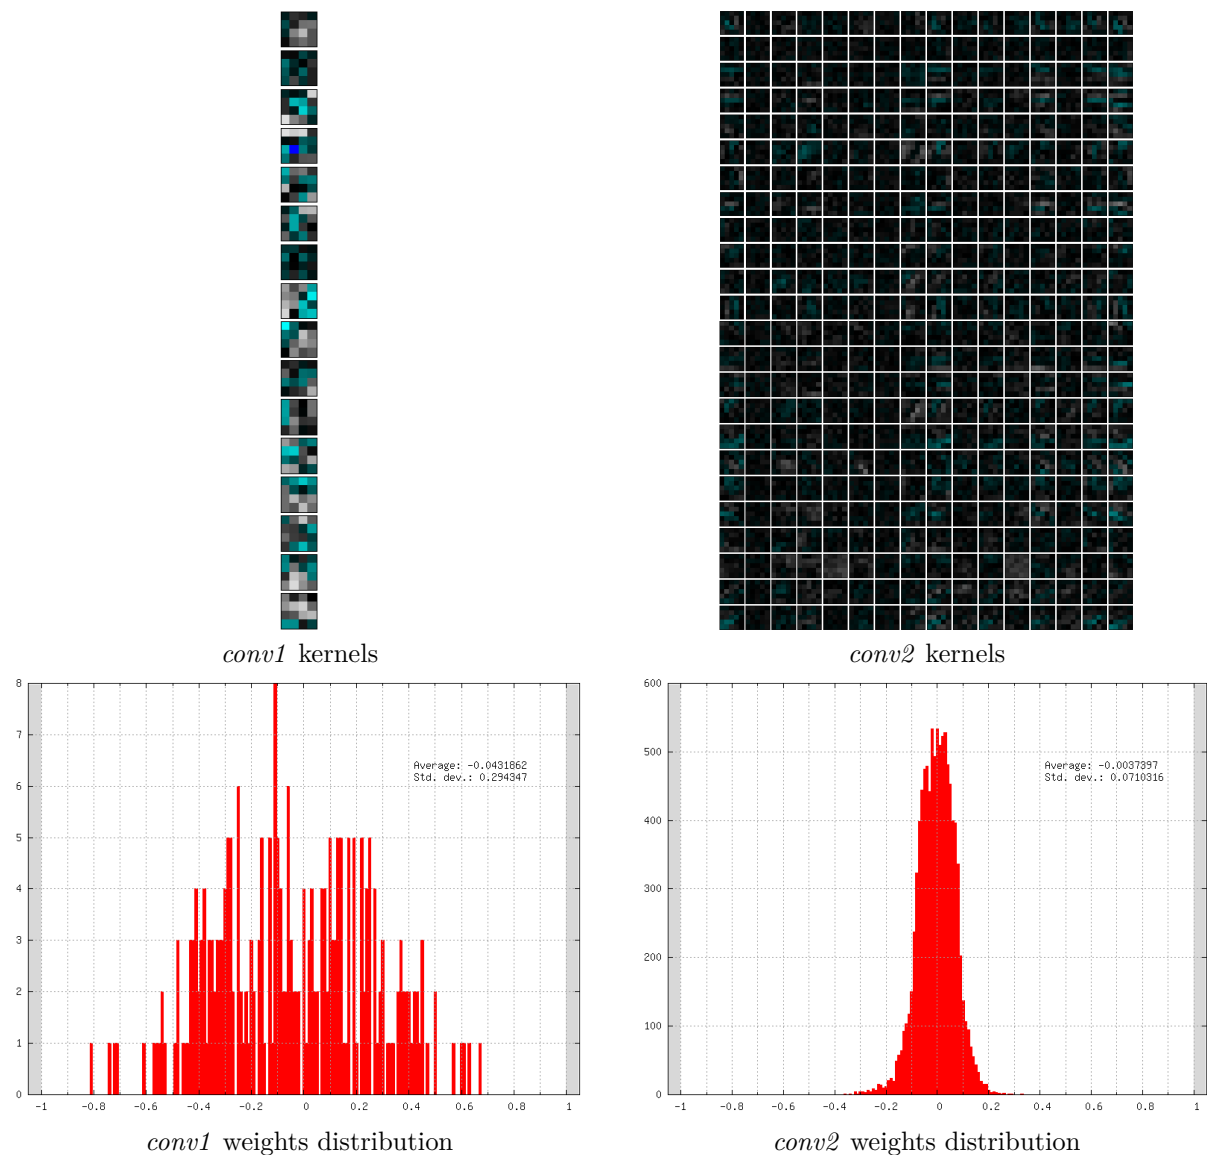 conv1 kernels
conv2 kernels
8
7
6
5
4
3
2
1
0
Average: -0.0431862
Std. dev.: 0.294347
-1 -0.8 -0.6 -0.4 -0.2 0 0.2 0.4 0.6 0.8 1
conv1 weights distribution
600
500
400
300
200
100
0
Average: -0.0037397
Std. dev.: 0.0710316
-1 -0.8 -0.6 -0.4 -0.2 0 0.2 0.4 0.6 0.8 1
conv2 weights distribution